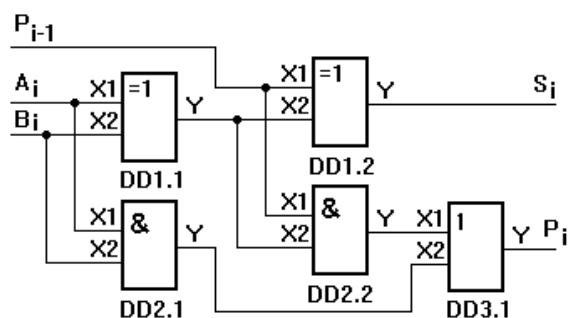 Pi-1
Ai X1 =1 Y X1 =1 Y Si
Bi X2 X2
DD1.1 DD1.2
X1 & Y X1 & Y X1 1 Y Pi
X2 X2 X2
DD2.1 DD2.2 DD3.1